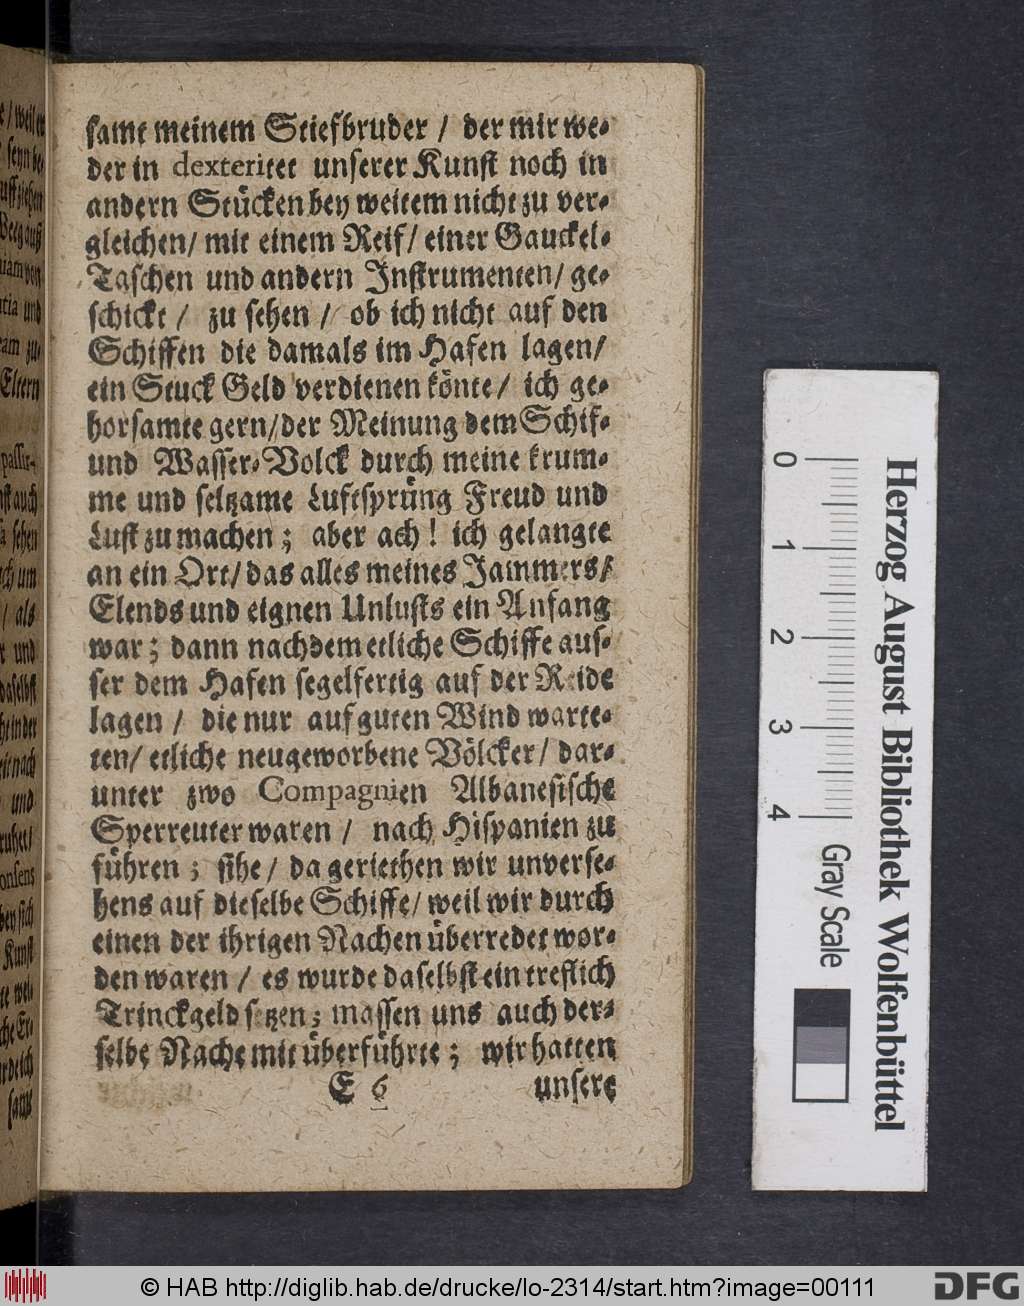 samt meinem Stiefbruder / der mir we-
der in dexteritet unserer Kunst noch in
andern Stücken bey weitem nicht zu ver-
gleichen / mit einem Reif / einer Gauckel-
Taschen und andern Instrumenten / ge-
schickt / zu sehen / ob ich nicht auf den
Schiffen die damals im Hafen lagen /
ein Stuck Geld verdienen könte / ich ge-
horsamte gern / der Meinung dem Schif-
und Wasser-Volck durch meine krum-
me und seltzame Luftsprüng Freud und
Lust zu machen ; aber ach ! ich gelangte
an ein Ort / das alles meines Jammers /
Elends und eignen Unlusts ein Anfang
war ; dann nachdem etliche Schiffe aus-
ser dem Hafen segelfertig auf der Reide
lagen / die nur auf guten Wind warte-
ten / etliche neugeworbene Völcker / dar-
unter zwo Compagnien Albanesische
Sperreuter waren / nach Hispanien zu
führen ; sihe / da geriethen wir unverse-
hens auf dieselbe Schiffe / weil wir durch
einen der ihrigen Nachen überredet wor-
den waren / es wurde daselbst ein treflich
Trinckgeld setzen ; massen uns auch der-
selbe Nache mit überführte ; wir hatten
E 6 unsere
0 1 2 3 4 Gray Scale
Herzog August Bibliothek Wolfenbüttel
© HAB http://diglib.hab.de/drucke/lo-2314/start.htm?image=00111
DFG